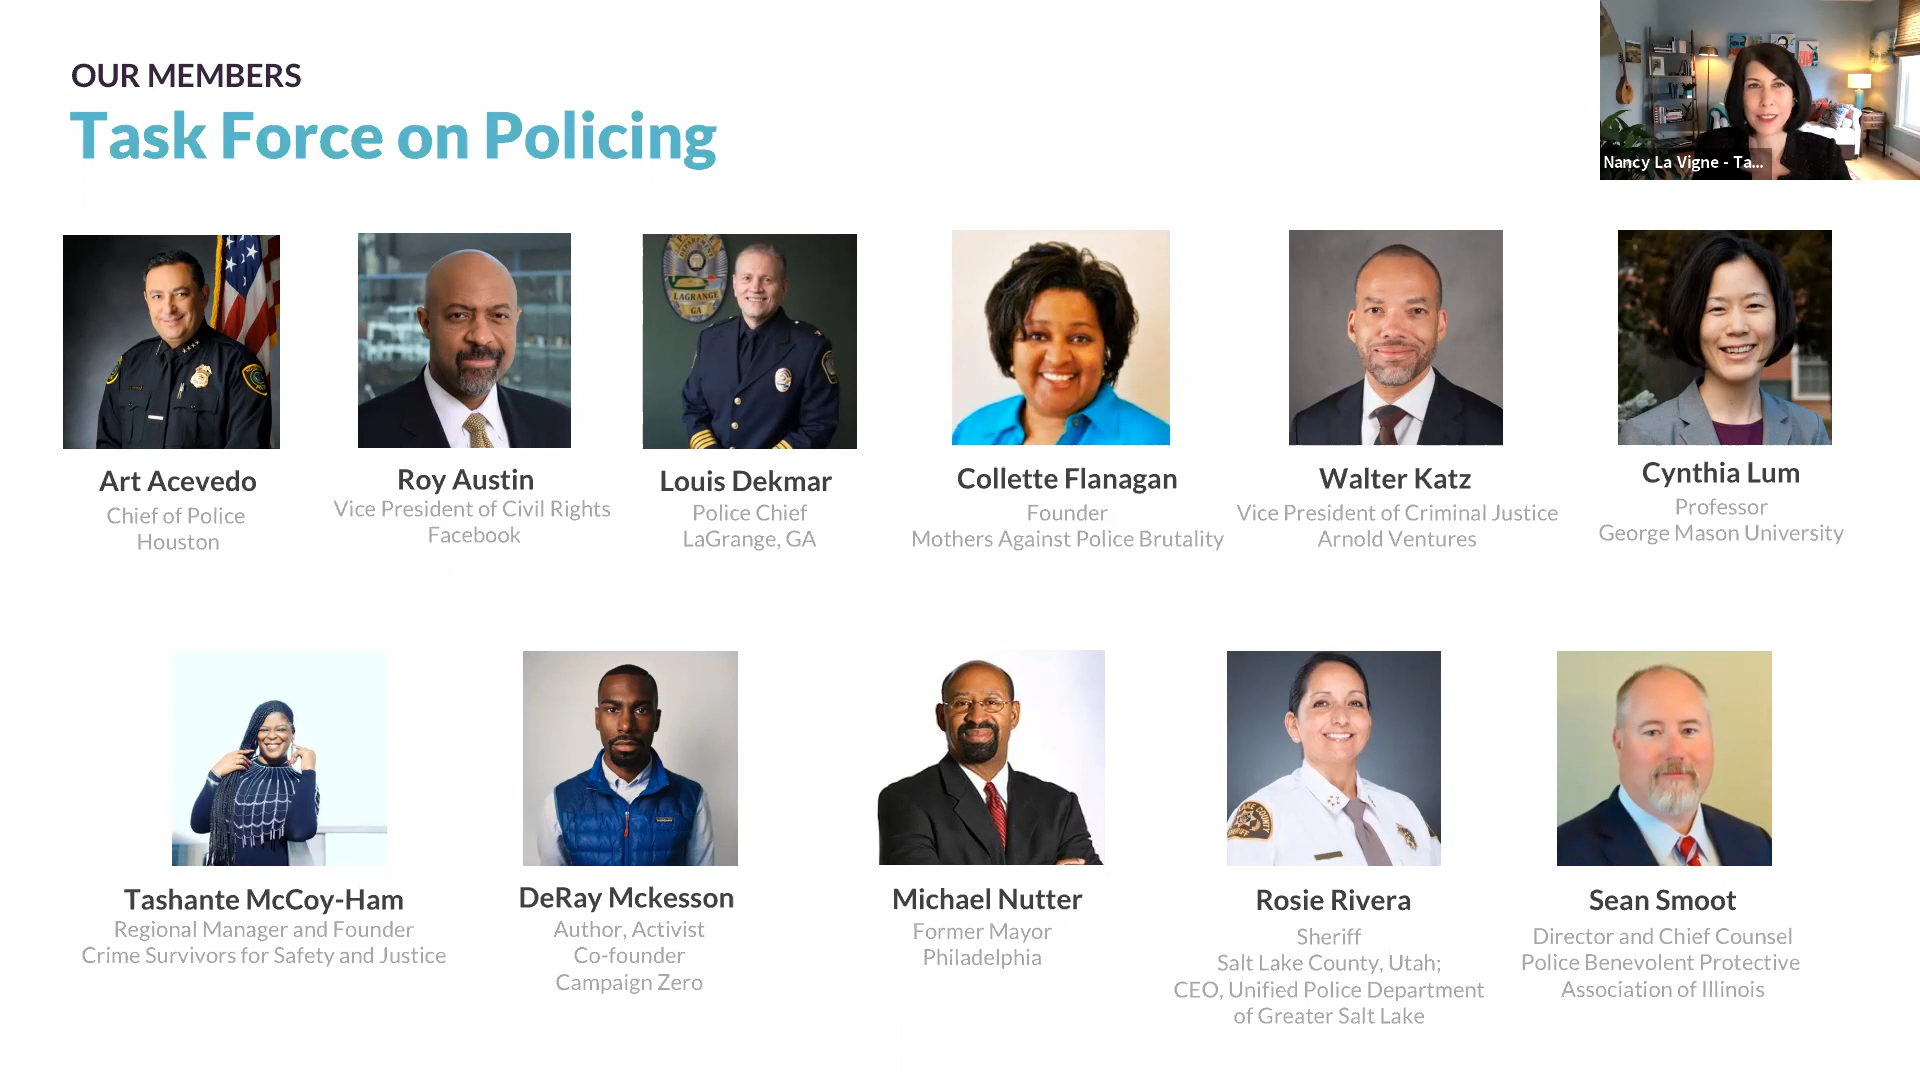 OUR MEMBERS
Task Force on Policing
Nancy La Vigne - Ta...
LAGRANGE
GA
Art Acevedo
Chief of Police
Houston
Roy Austin
Vice President of Civil Rights
Facebook
Louis Dekmar
Police Chief
LaGrange, GA
Collette Flanagan
Founder
Mothers Against Police Brutality
Walter Katz
Vice President of Criminal Justice
Arnold Ventures
Cynthia Lum
Professor
George Mason University
Tashante McCoy-Ham
Regional Manager and Founder
Crime Survivors for Safety and Justice
DeRay Mckesson
Author, Activist
Co-founder
Campaign Zero
Michael Nutter
Former Mayor
Philadelphia
Rosie Rivera
Sheriff
Salt Lake County, Utah;
CEO, Unified Police Department
of Greater Salt Lake
Sean Smoot
Director and Chief Counsel
Police Benevolent Protective
Association of Illinois